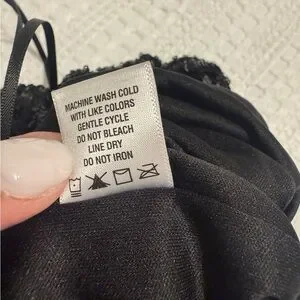 MACHINE WASH COLD
WITH LIKE COLORS
GENTLE CYCLE
DO NOT BLEACH
LINE DRY
DO NOT IRON